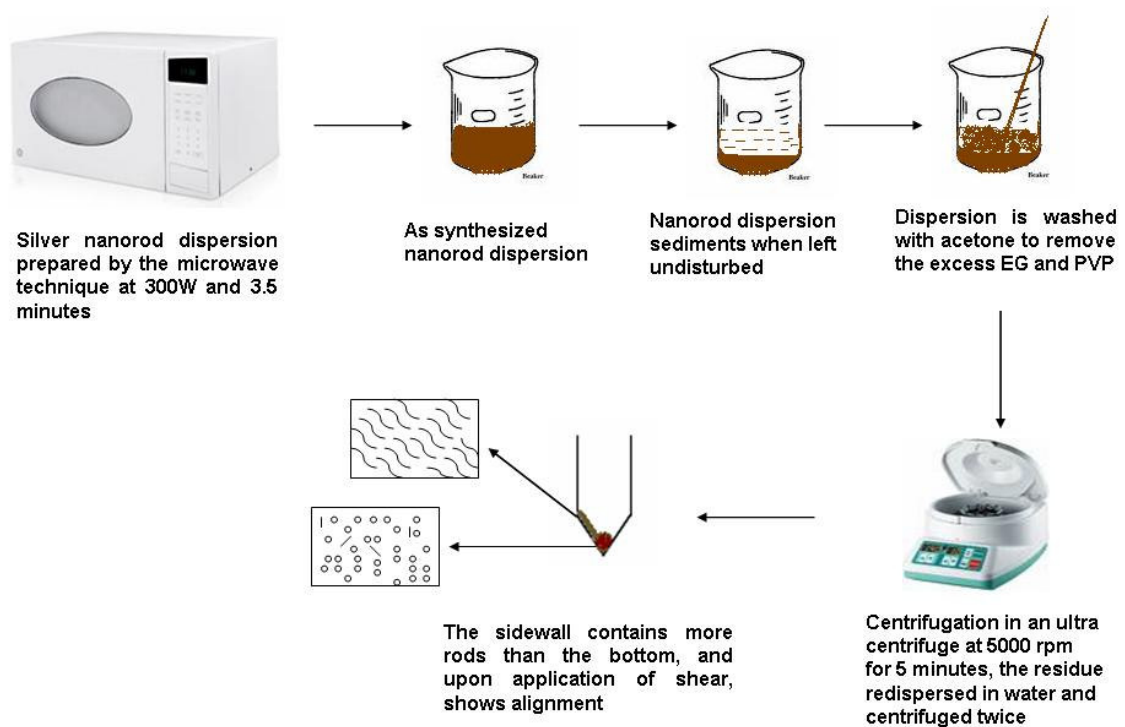 Beaker
Beaker
Beaker
Silver nanorod dispersion
prepared by the microwave
technique at 300W and 3.5
minutes
As synthesized
nanorod dispersion
Nanorod dispersion
sediments when left
undisturbed
Dispersion is washed
with acetone to remove
the excess EG and PVP
The sidewall contains more
rods than the bottom, and
upon application of shear,
shows alignment
Centrifugation in an ultra
centrifuge at 5000 rpm
for 5 minutes, the residue
redispersed in water and
centrifuged twice